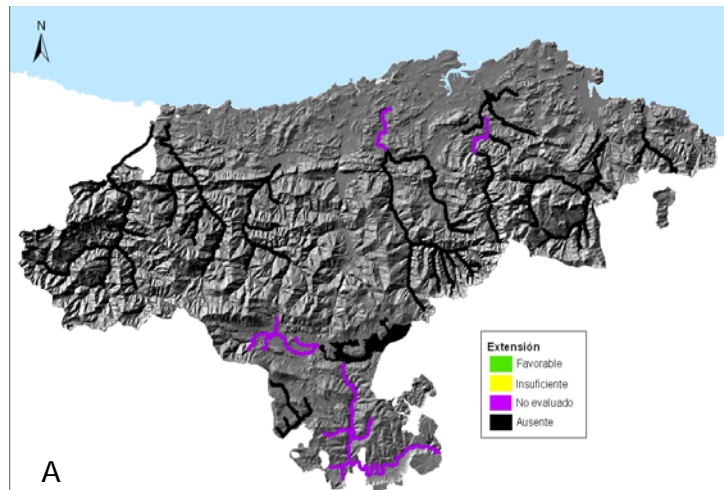 N
Extensión
Favorable
Insuficiente
No evaluado
Ausente
A